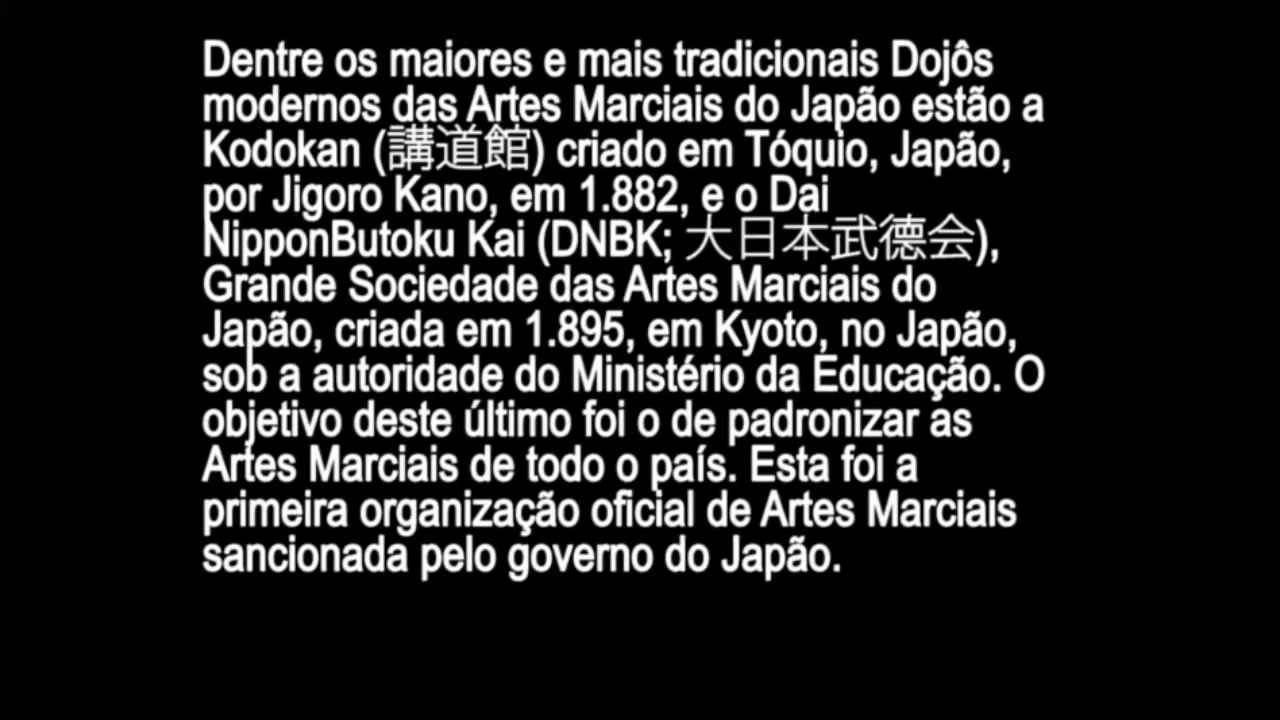 Dentre os maiores e mais tradicionais Dojôs
modernos das Artes Marciais do Japão estão a
Kodokan (講道館) criado em Tóquio, Japão,
por Jigoro Kano, em 1.882, e o Dai
NipponButoku Kai (DNBK; 大日本武德会),
Grande Sociedade das Artes Marciais do
Japão, criada em 1.895, em Kyoto, no Japão,
sob a autoridade do Ministério da Educação. O
objetivo deste último foi o de padronizar as
Artes Marciais de todo o país. Esta foi a
primeira organização oficial de Artes Marciais
sancionada pelo governo do Japão.